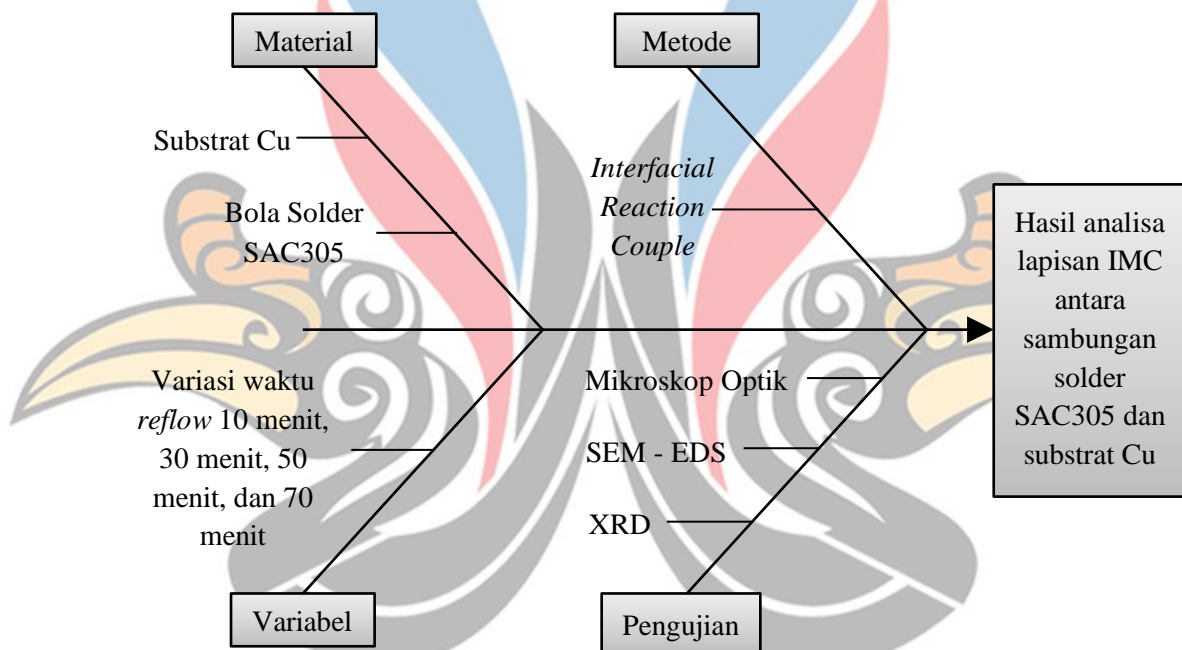 Material
Metode
Substrat Cu
Bola Solder
SAC305
Interfacial
Reaction
Couple
Hasil analisa
lapisan IMC
antara
sambungan
solder
SAC305 dan
substrat Cu
Variasi waktu
reflow 10 menit,
30 menit, 50
menit, dan 70
menit
Mikroskop Optik
SEM - EDS
XRD
Variabel
Pengujian